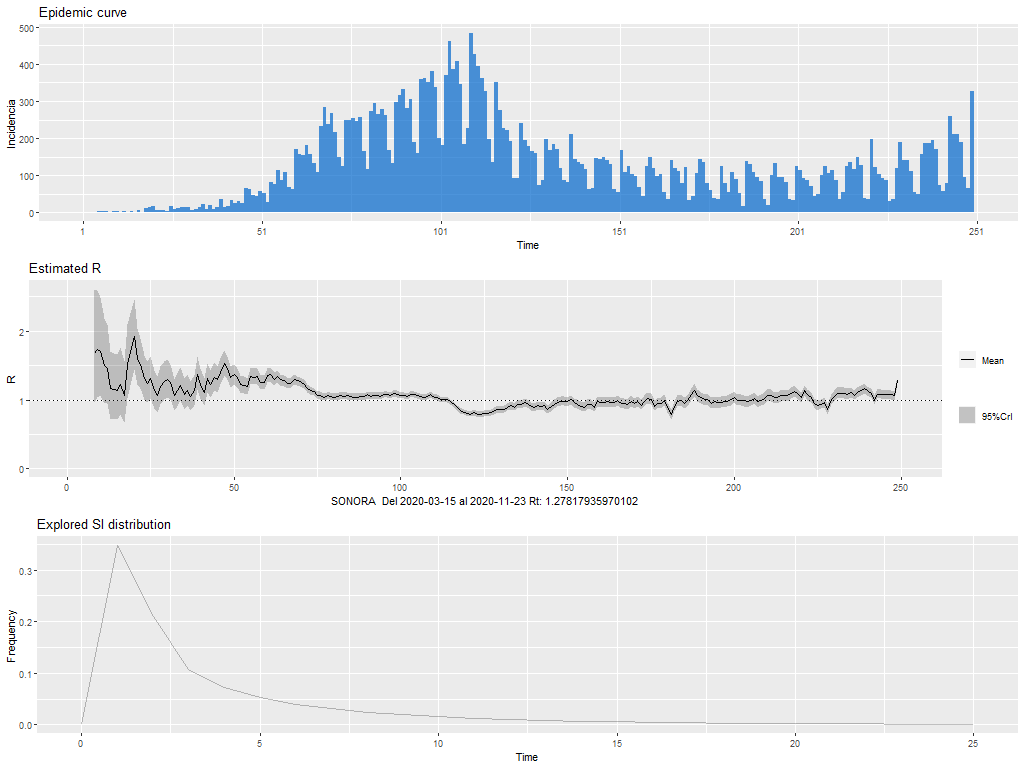 Epidemic curve
500
400
300
200
100
0
Incidencia
1
51
101
151
201
251
Time
Estimated R
2
1
0
R
Mean
95%CrI
0
50
100
150
200
250
SONORA Del 2020-03-15 al 2020-11-23 Rt: 1.27817935970102
Explored SI distribution
0.3
0.2
0.1
0.0
Frequency
0
5
10
15
20
25
Time